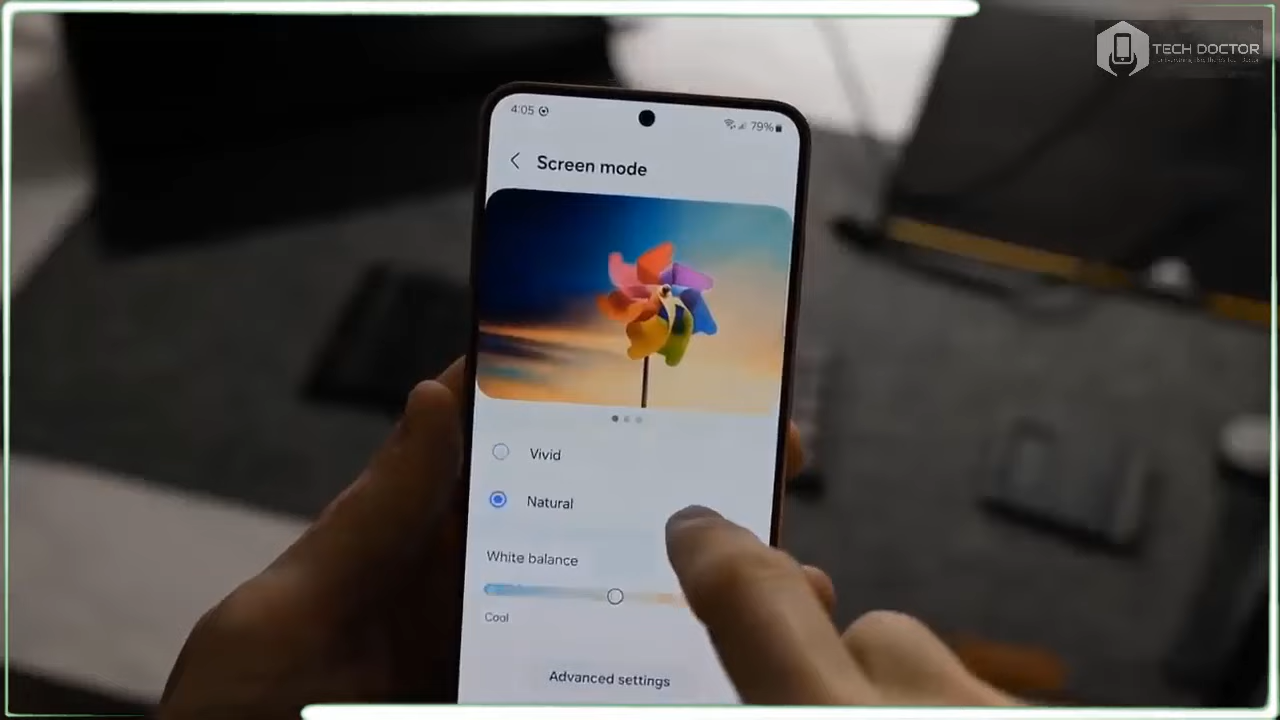 TECH DOCTOR
4:05
79%
Screen mode
Vivid
Natural
White balance
Cool
Advanced settings